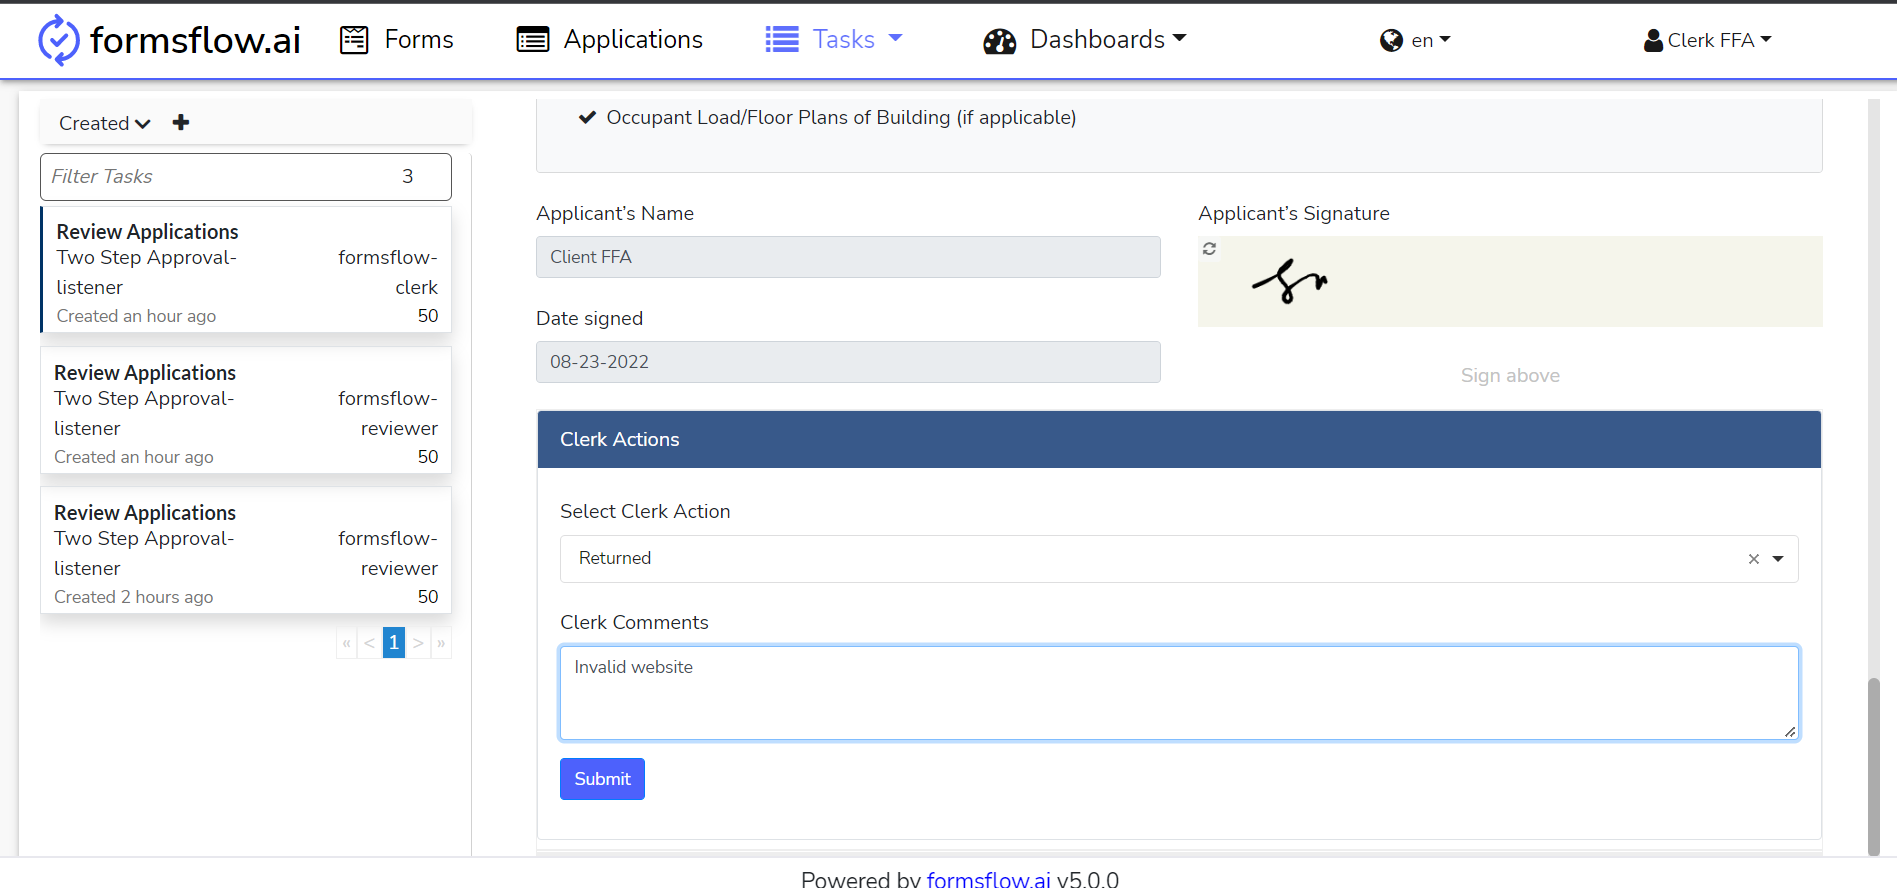 formsflow.ai Forms Applications Tasks Dashboards en Clerk FFA
Created
Filter Tasks 3
Review Applications
Two Step Approval- formsflow-
listener clerk
Created an hour ago 50
Review Applications
Two Step Approval- formsflow-
listener reviewer
Created an hour ago 50
Review Applications
Two Step Approval- formsflow-
listener reviewer
Created 2 hours ago 50
« < 1 > »
Occupant Load/Floor Plans of Building (if applicable)
Applicant's Name
Client FFA
Date signed
08-23-2022
Applicant's Signature
Sign above
Clerk Actions
Select Clerk Action
Returned ×
Clerk Comments
Invalid website
Submit
Powered by formsflow.ai v5.0.0